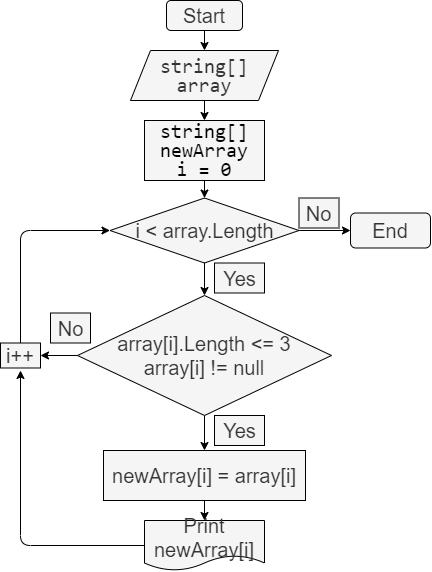 Start
string[]
array
string[]
newArray
i = 0
i < array.Length
No
End
Yes
No
array[i].Length <= 3
array[i] != null
i++
Yes
newArray[i] = array[i]
Print
newArray[i]